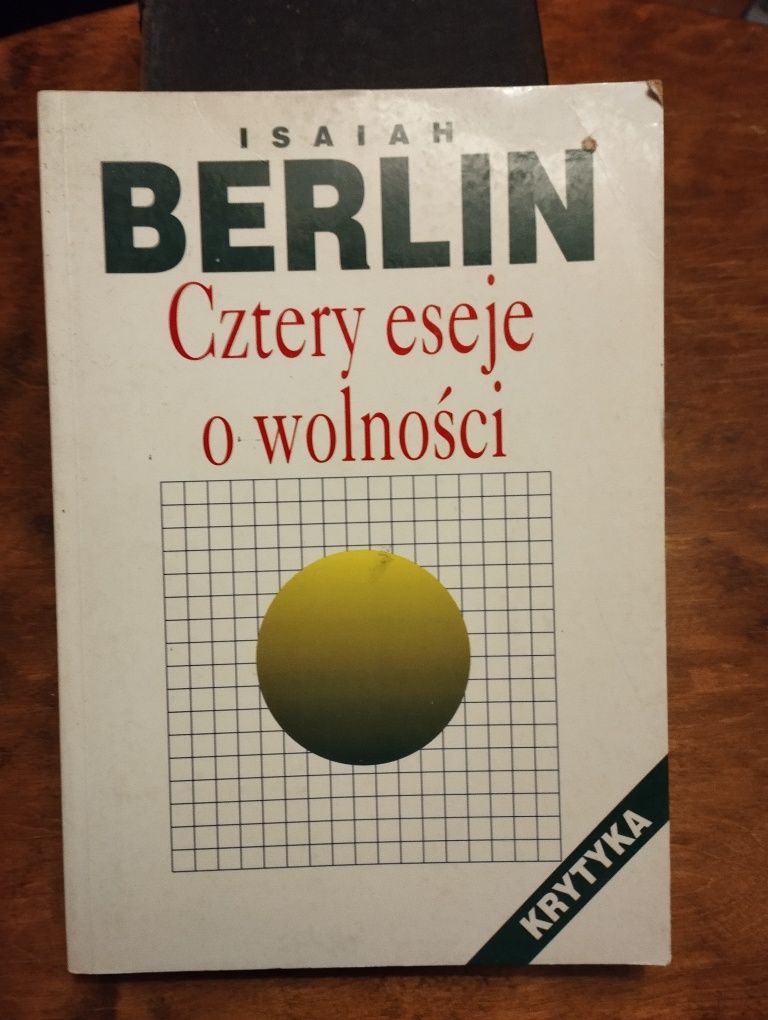 ISAIAH
BERLIN
Cztery eseje
o wolności
KRYTYKA